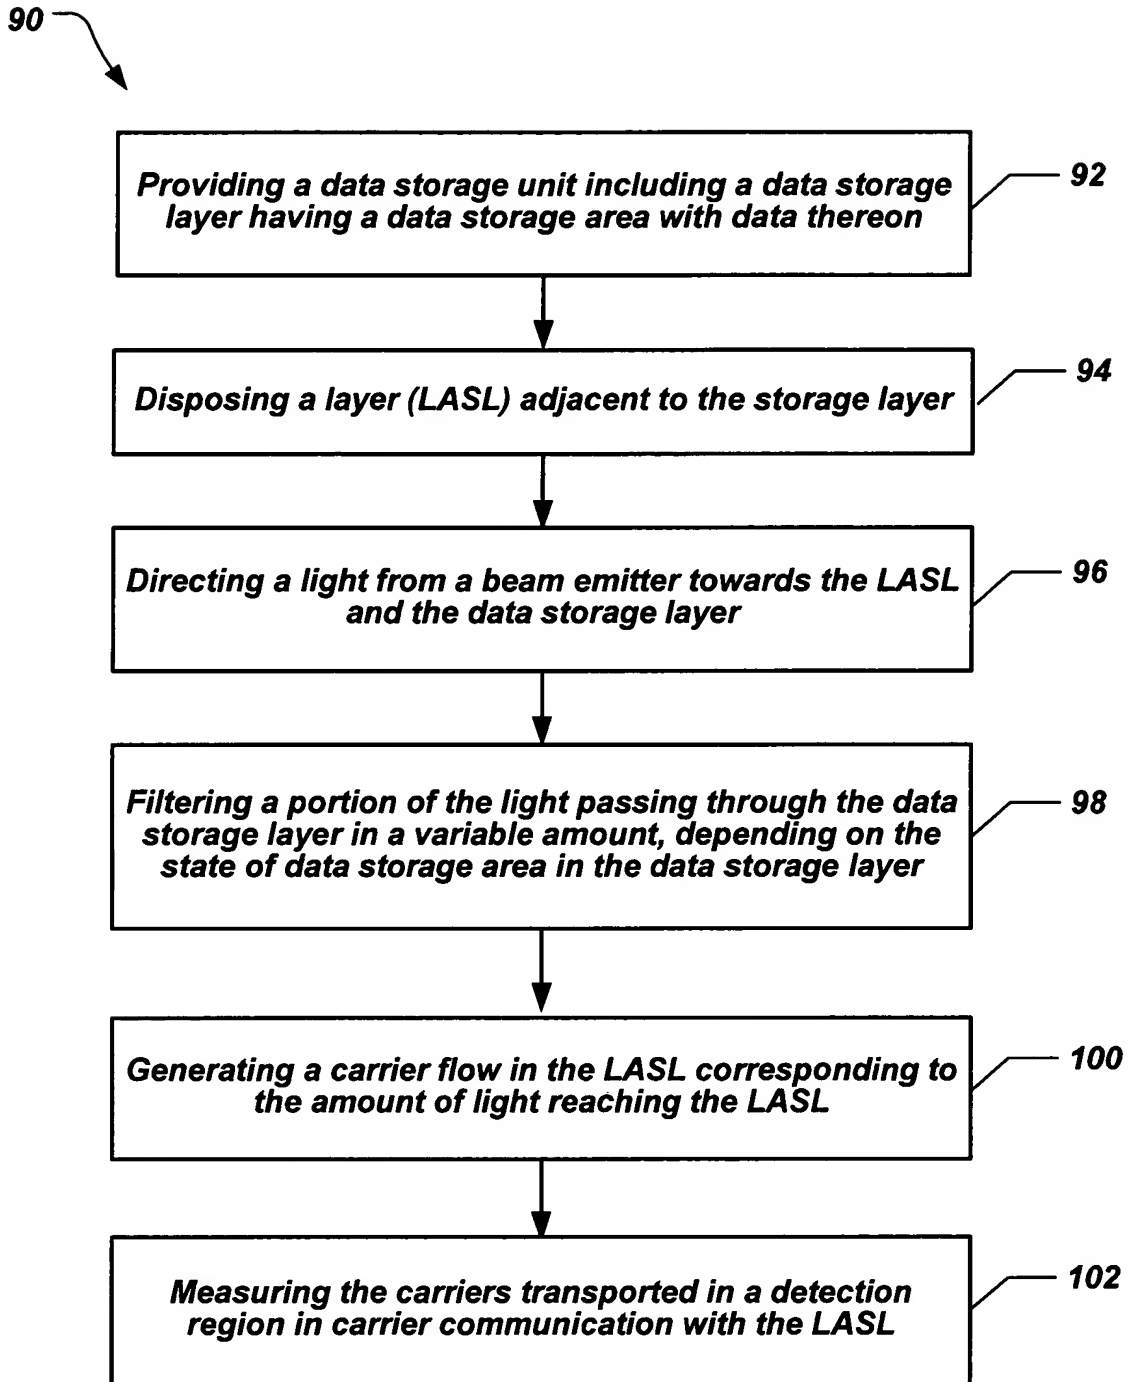 90
Providing a data storage unit including a data storage
layer having a data storage area with data thereon
92
Disposing a layer (LASL) adjacent to the storage layer
94
Directing a light from a beam emitter towards the LASL
and the data storage layer
96
Filtering a portion of the light passing through the data
storage layer in a variable amount, depending on the
state of data storage area in the data storage layer
98
Generating a carrier flow in the LASL corresponding to
the amount of light reaching the LASL
100
Measuring the carriers transported in a detection
region in carrier communication with the LASL
102